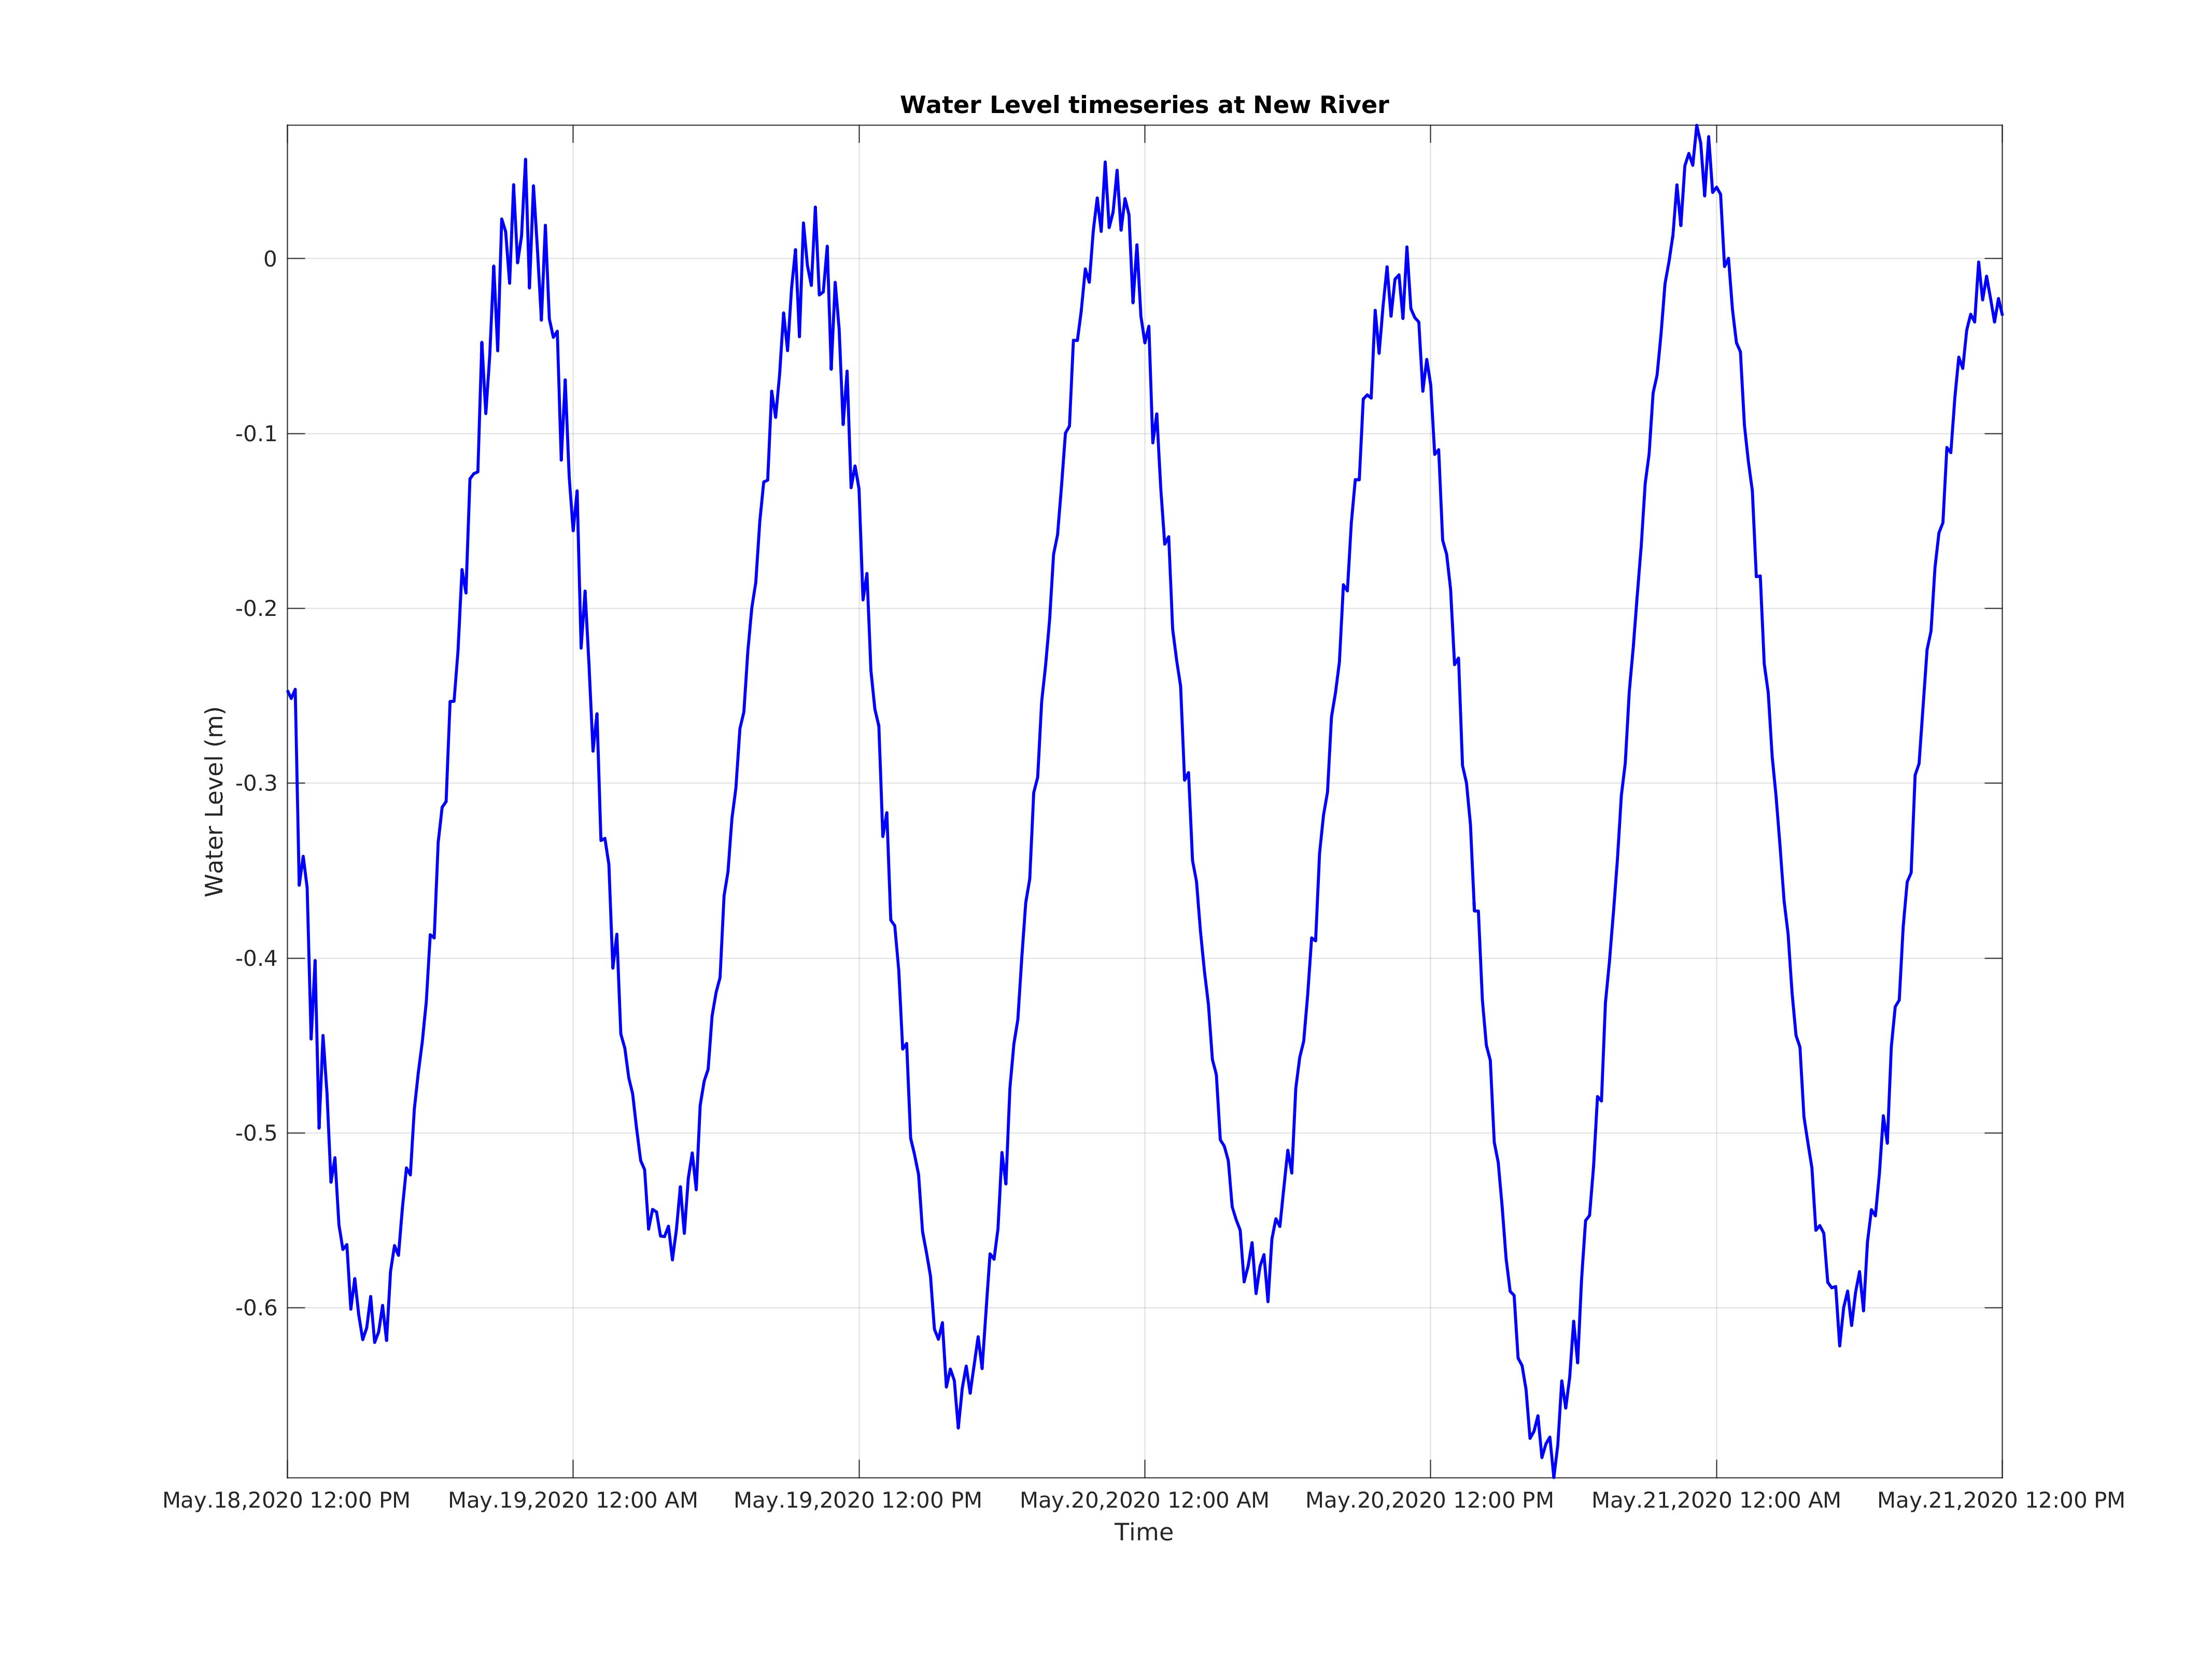 Water Level timeseries at New River
0
-0.1
-0.2
-0.3
-0.4
-0.5
-0.6
Water Level (m)
May.18,2020 12:00 PM May.19,2020 12:00 AM May.19,2020 12:00 PM May.20,2020 12:00 AM May.20,2020 12:00 PM May.21,2020 12:00 AM May.21,2020 12:00 PM
Time